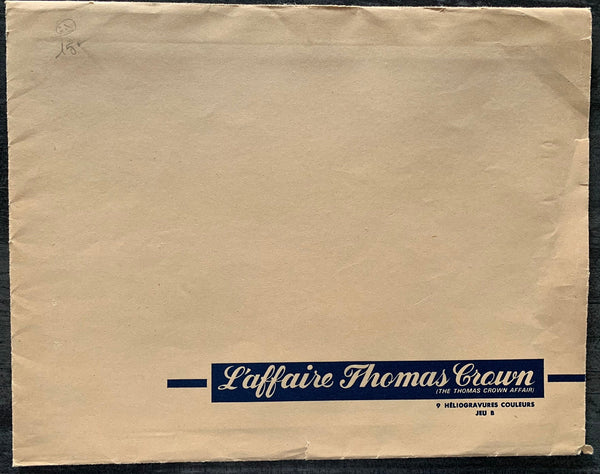 L'affaire Thomas Crown
(THE THOMAS CROWN AFFAIR)
9 HÉLIOGRAVURES COULEURS
JEU B